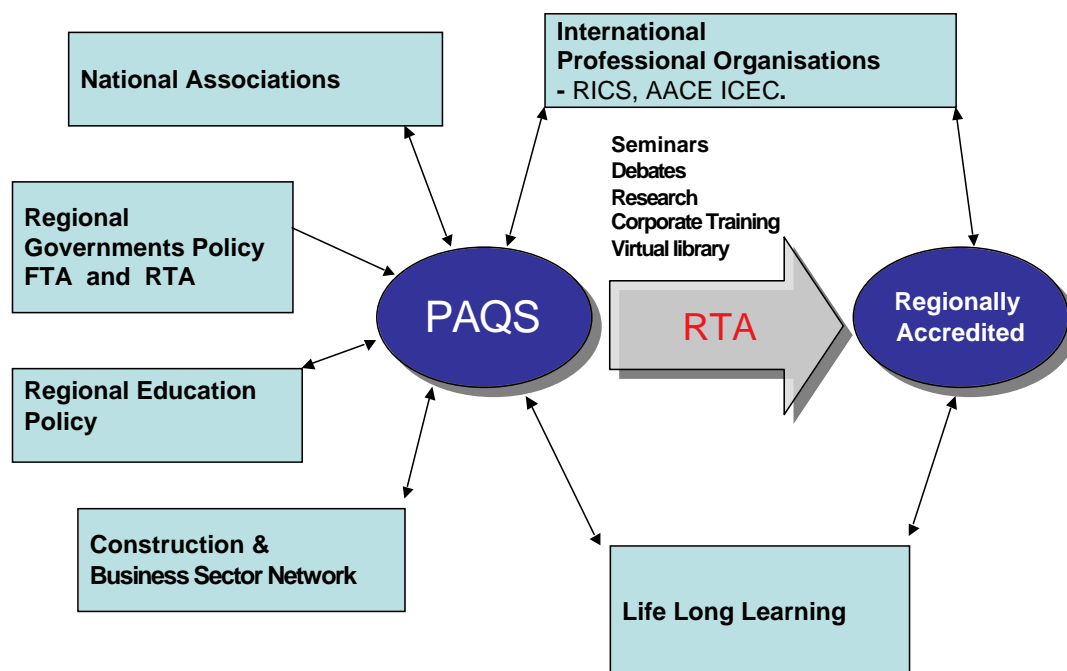 National Associations
International
Professional Organisations
- RICS, AACE ICEC.
Seminars
Debates
Research
Corporate Training
Virtual library
Regional
Governments Policy
FTA and RTA
PAQS
RTA
Regionally
Accredited
Regional Education
Policy
Construction &
Business Sector Network
Life Long Learning